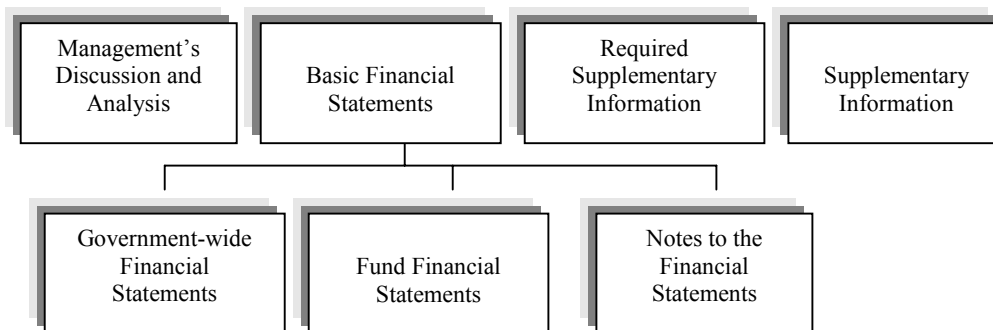 Management’s
Discussion and
Analysis
Basic Financial
Statements
Required
Supplementary
Information
Supplementary
Information
Government-wide
Financial
Statements
Fund Financial
Statements
Notes to the
Financial
Statements